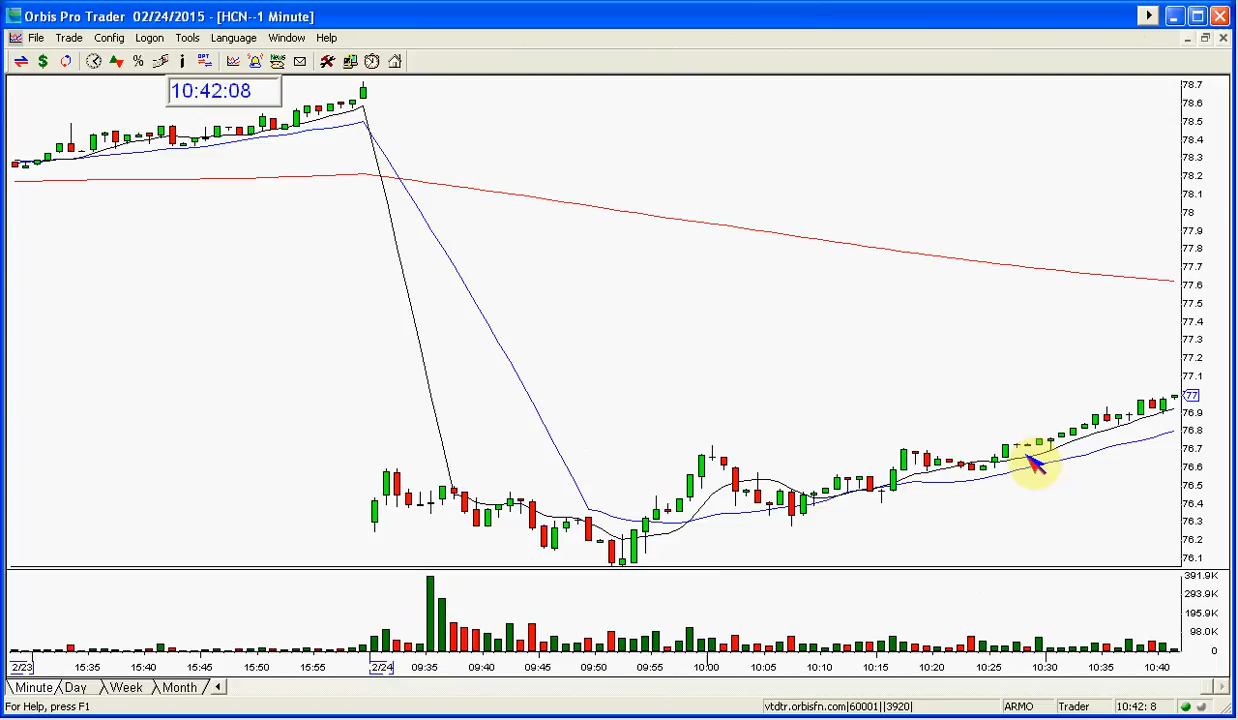 Orbis Pro Trader 02/24/2015 - [HCN--1 Minute]
File Trade Config Logon Tools Language Window Help
$ % i OPT News
10:42:08
78.7
78.6
78.5
78.4
78.3
78.2
78.1
78
77.9
77.8
77.7
77.6
77.5
77.4
77.3
77.2
77.1
77
76.9
76.8
76.7
76.6
76.5
76.4
76.3
76.2
76.1
391.9K
293.9K
195.9K
98.0K
0
2/23 15:35 15:40 15:45 15:50 15:55 2/24 09:35 09:40 09:45 09:50 09:55 10:00 10:05 10:10 10:15 10:20 10:25 10:30 10:35 10:40
Minute Day Week Month
For Help, press F1 vtdtr.orbisfn.com|60001||3920| ARMO Trader 10:42: 8